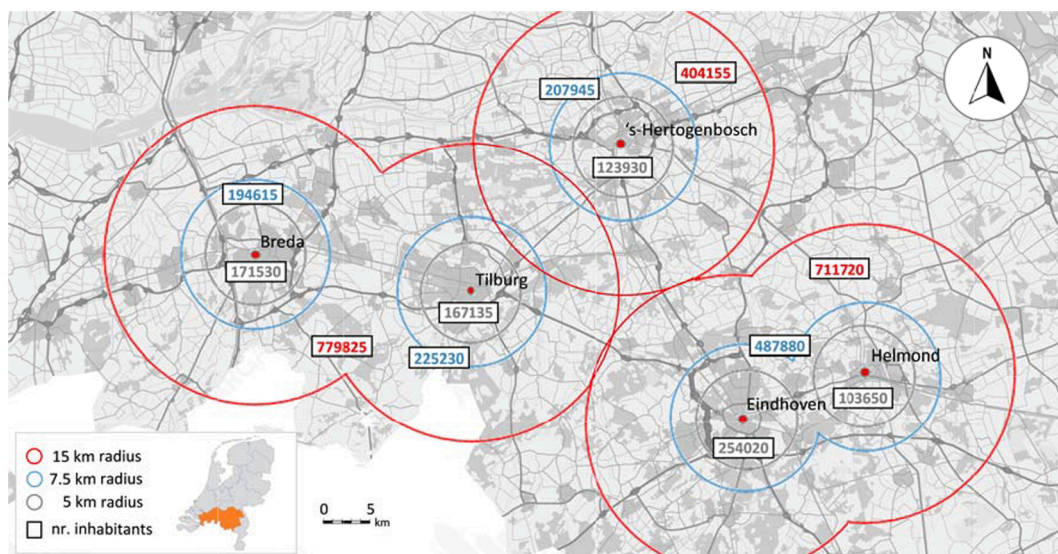 N
404155
207945
's-Hertogenbosch
123930
194615
Breda
171530
Tilburg
167135
711720
779825
225230
487880
Helmond
103650
Eindhoven
254020
15 km radius
7.5 km radius
5 km radius
nr. inhabitants
0 5
km